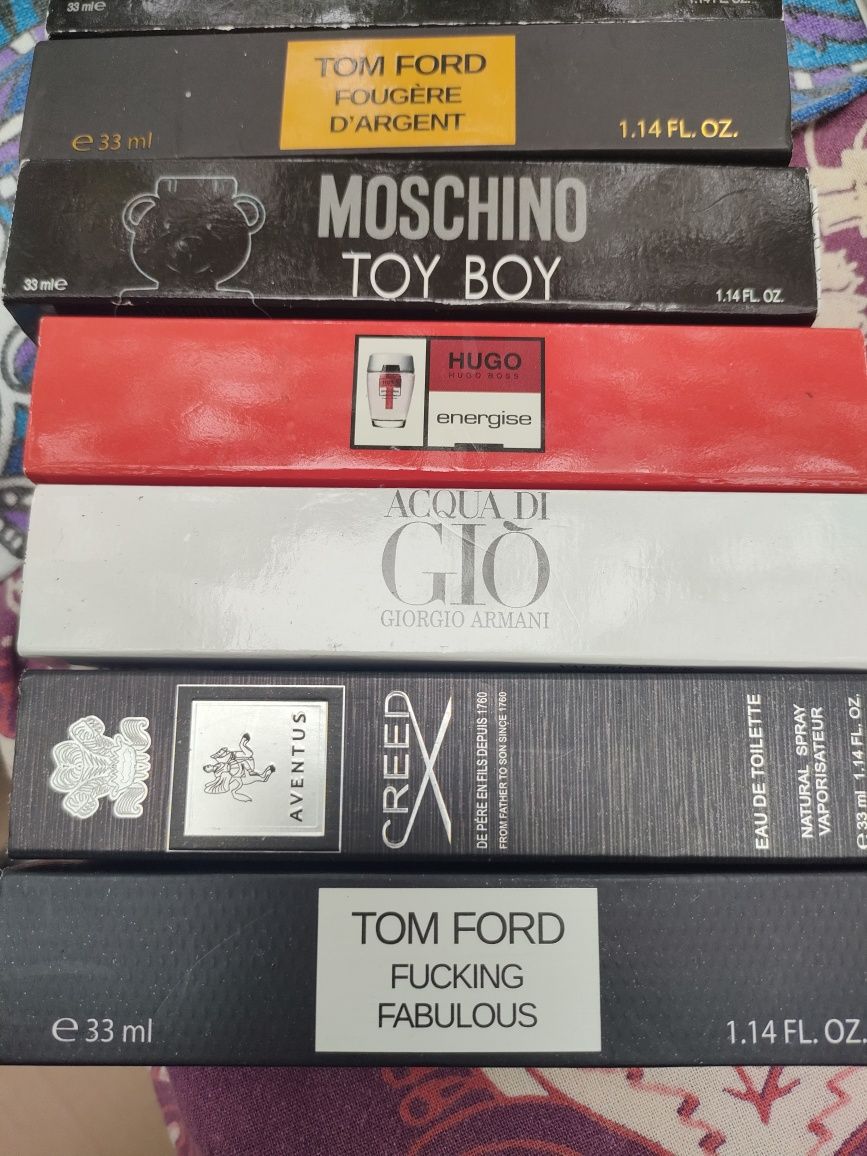 33 ml e
TOM FORD
FOUGÈRE
D'ARGENT
e 33 ml
1.14 FL. OZ.
MOSCHINO
TOY BOY
33 ml e
1.14 FL. OZ.
HUGO
HUGO BOSS
energise
ACQUA DI
GIÒ
GIORGIO ARMANI
AVENTUS
CREED
DE PÈRE EN FILS DEPUIS 1760
FROM FATHER TO SON SINCE 1760
EAU DE TOILETTE
NATURAL SPRAY
VAPORISATEUR
e 33 ml 1.14 FL. OZ.
TOM FORD
FUCKING
FABULOUS
e 33 ml
1.14 FL. OZ.